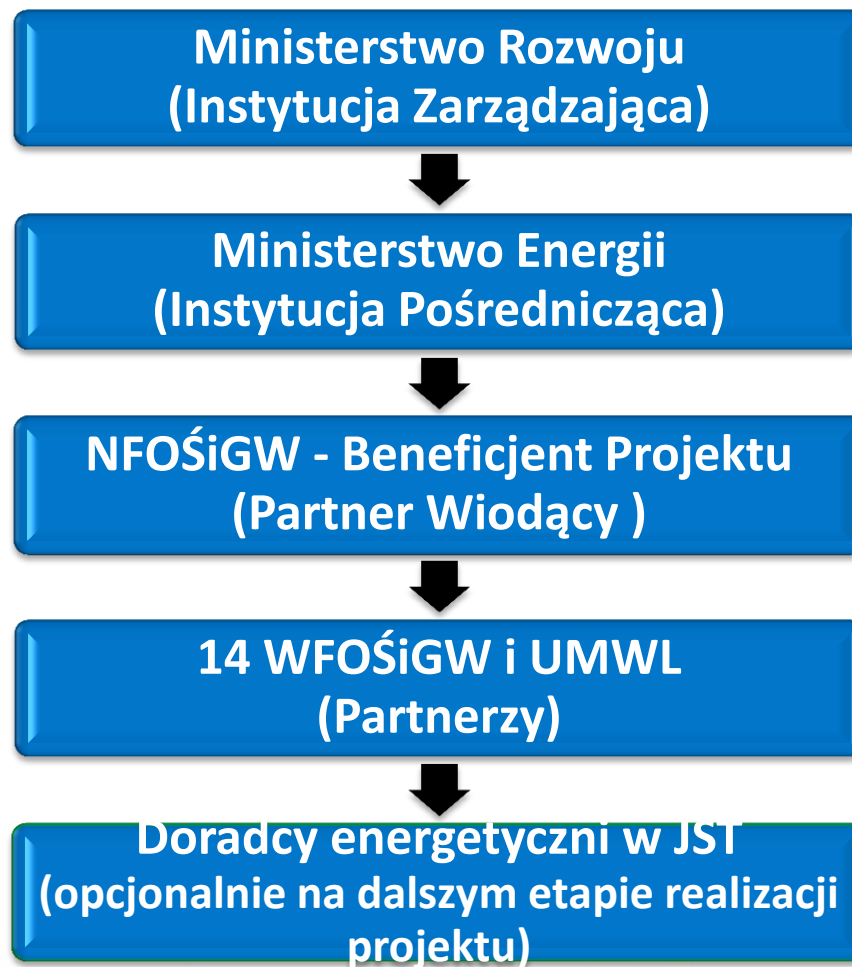 Ministerstwo Rozwoju
(Instytucja Zarządzająca)
Ministerstwo Energii
(Instytucja Pośrednicząca)
NFOŚiGW - Beneficjent Projektu
(Partner Wiodący )
14 WFOŚiGW i UMWL
(Partnerzy)
Doradcy energetyczni w JST
(opcjonalnie na dalszym etapie realizacji
projektu)